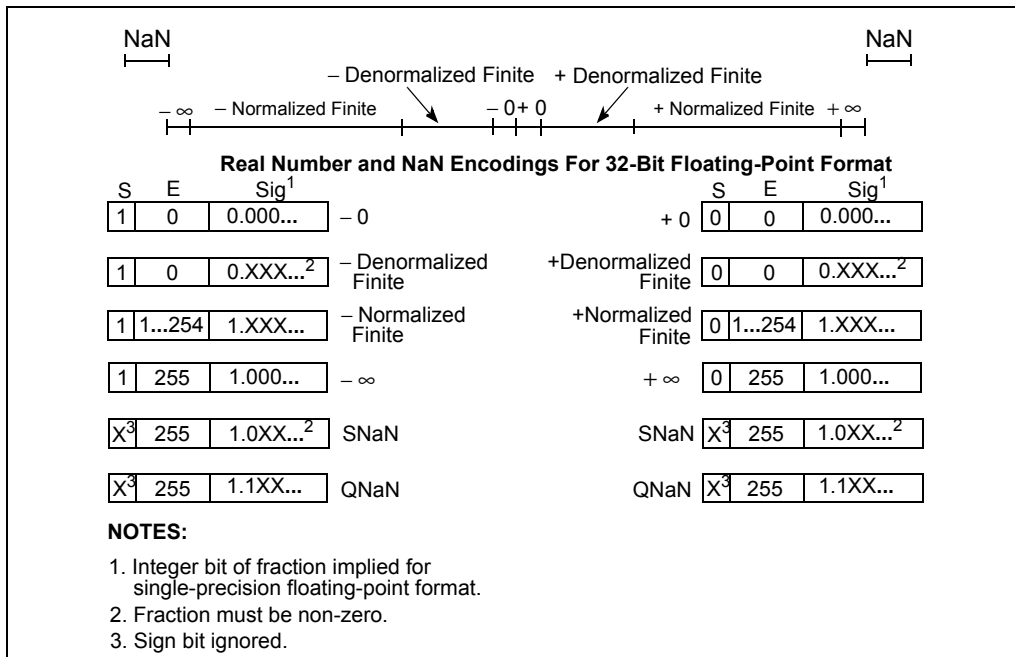 NaN NaN
– Denormalized Finite + Denormalized Finite
– ∞ – Normalized Finite – 0 + 0 + Normalized Finite + ∞
Real Number and NaN Encodings For 32-Bit Floating-Point Format
S E Sig1 S E Sig1
1 0 0.000... – 0 + 0 0 0 0.000...
1 0 0.XXX...2 – Denormalized Finite +Denormalized Finite 0 0 0.XXX...2
1 1...254 1.XXX... – Normalized Finite +Normalized Finite 0 1...254 1.XXX...
1 255 1.000... – ∞ + ∞ 0 255 1.000...
X3 255 1.0XX...2 SNaN SNaN X3 255 1.0XX...2
X3 255 1.1XX... QNaN QNaN X3 255 1.1XX...
NOTES:
1. Integer bit of fraction implied for
single-precision floating-point format.
2. Fraction must be non-zero.
3. Sign bit ignored.